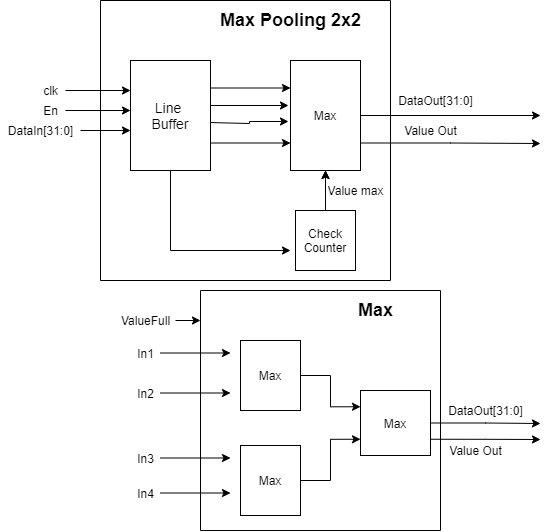 Max Pooling 2x2
clk
En
DataIn[31:0]
Line
Buffer
Max
DataOut[31:0]
Value Out
Value max
Check
Counter
Max
ValueFull
In1
In2
Max
In3
In4
Max
Max
DataOut[31:0]
Value Out